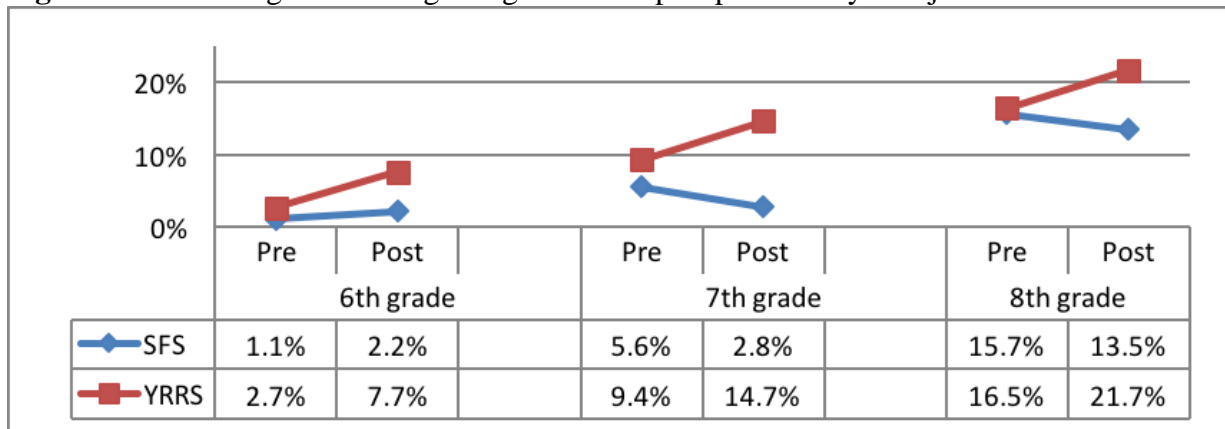 20%
10%
0%
Pre Post Pre Post Pre Post
6th grade 7th grade 8th grade
SFS 1.1% 2.2% 5.6% 2.8% 15.7% 13.5%
YRRS 2.7% 7.7% 9.4% 14.7% 16.5% 21.7%